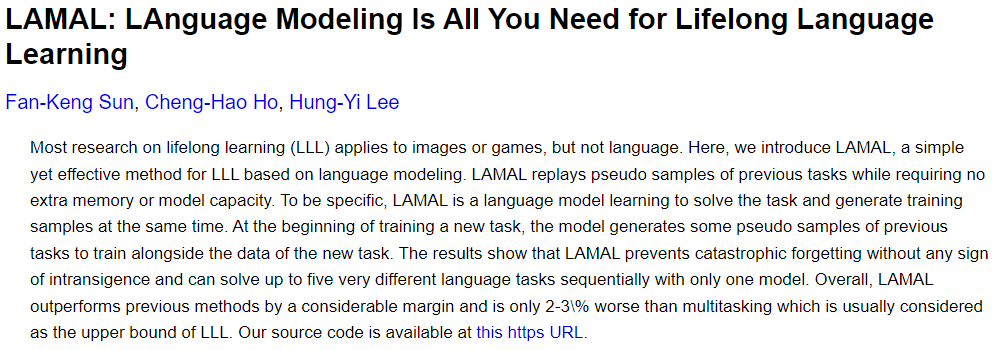 LAMAL: LAnguage Modeling Is All You Need for Lifelong Language
Learning
Fan-Keng Sun, Cheng-Hao Ho, Hung-Yi Lee
Most research on lifelong learning (LLL) applies to images or games, but not language. Here, we introduce LAMAL, a simple
yet effective method for LLL based on language modeling. LAMAL replays pseudo samples of previous tasks while requiring no
extra memory or model capacity. To be specific, LAMAL is a language model learning to solve the task and generate training
samples at the same time. At the beginning of training a new task, the model generates some pseudo samples of previous
tasks to train alongside the data of the new task. The results show that LAMAL prevents catastrophic forgetting without any sign
of intransigence and can solve up to five very different language tasks sequentially with only one model. Overall, LAMAL
outperforms previous methods by a considerable margin and is only 2-3\% worse than multitasking which is usually considered
as the upper bound of LLL. Our source code is available at this https URL.